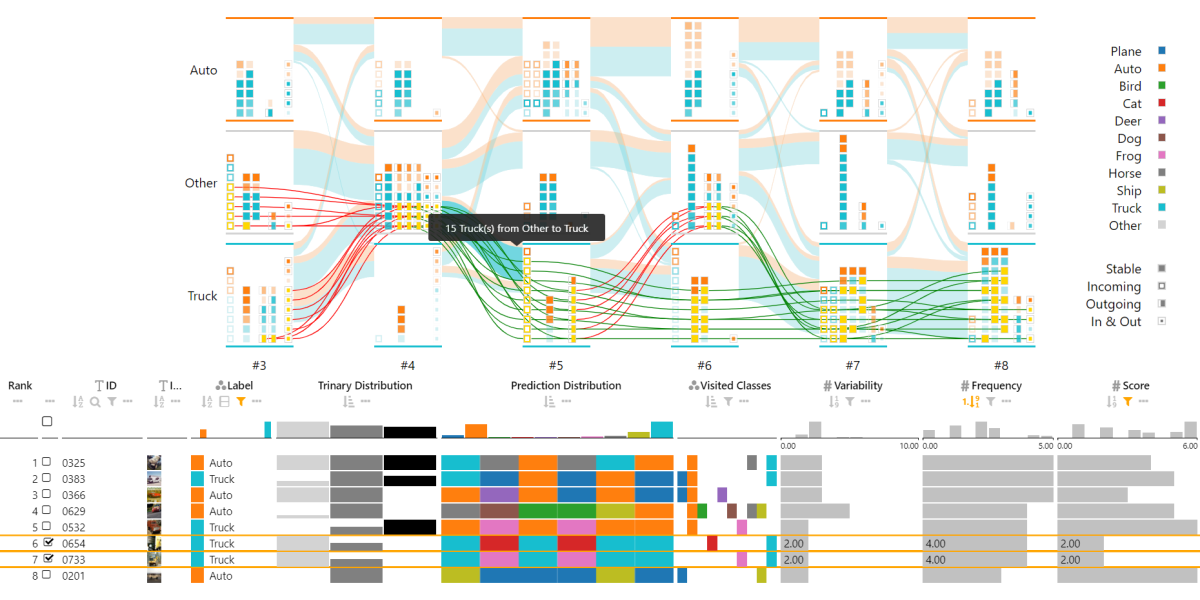 Auto
Other
Truck
15 Truck(s) from Other to Truck
#3 #4 #5 #6 #7 #8
Plane
Auto
Bird
Cat
Deer
Dog
Frog
Horse
Ship
Truck
Other
Stable
Incoming
Outgoing
In & Out
Rank ID I... Label Trinary Distribution Prediction Distribution Visited Classes # Variability # Frequency # Score
0.00 10.00 0.00 5.00 0.00 6.00
1 0325 Auto
2 0383 Truck
3 0366 Auto
4 0629 Auto
5 0532 Truck
6 0654 Truck 2.00 4.00 2.00
7 0733 Truck 2.00 4.00 2.00
8 0201 Auto